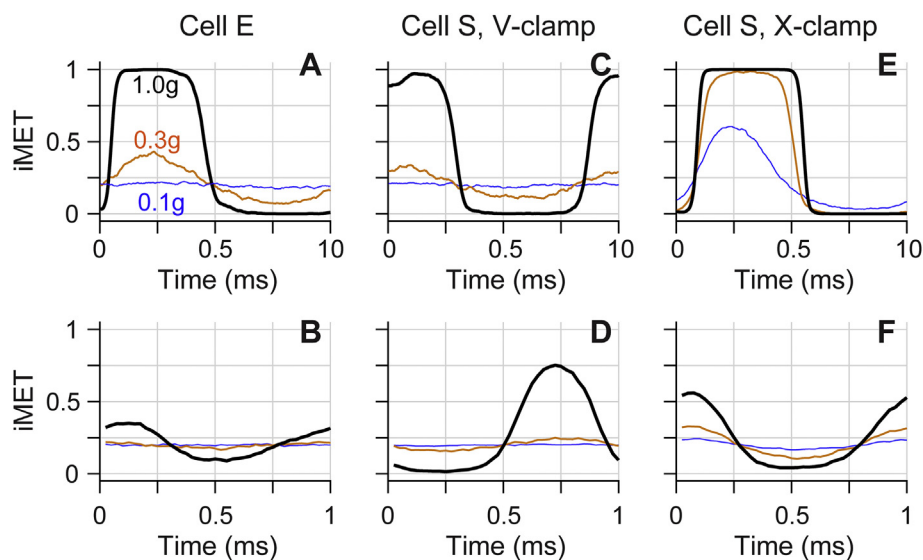 Cell E
Cell S, V-clamp
Cell S, X-clamp
A
C
E
1
0.5
0
iMET
1.0g
0.3g
0.1g
0 0.5 10
0 0.5 10
0 0.5 10
Time (ms)
Time (ms)
Time (ms)
B
D
F
1
0.5
0
iMET
0 0.5 1
0 0.5 1
0 0.5 1
Time (ms)
Time (ms)
Time (ms)